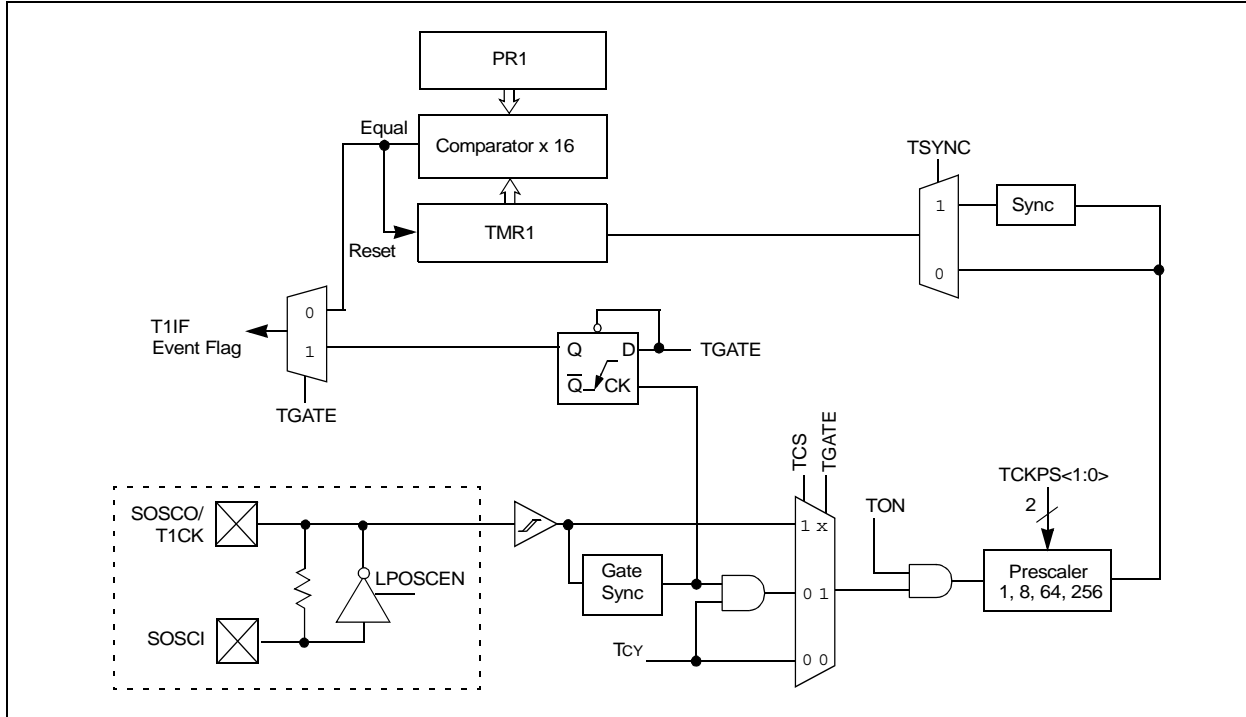 PR1
Equal
Comparator x 16
TSYNC
1
Sync
TMR1
Reset
0
0
T1IF
Event Flag
1
Q
D
TGATE
Q CK
TGATE
TCS
TGATE
TCKPS<1:0>
2
SOSCO/
T1CK
TON
1 x
LPOSCEN
Gate
Sync
Prescaler
1, 8, 64, 256
0 1
SOSCI
TCY
0 0